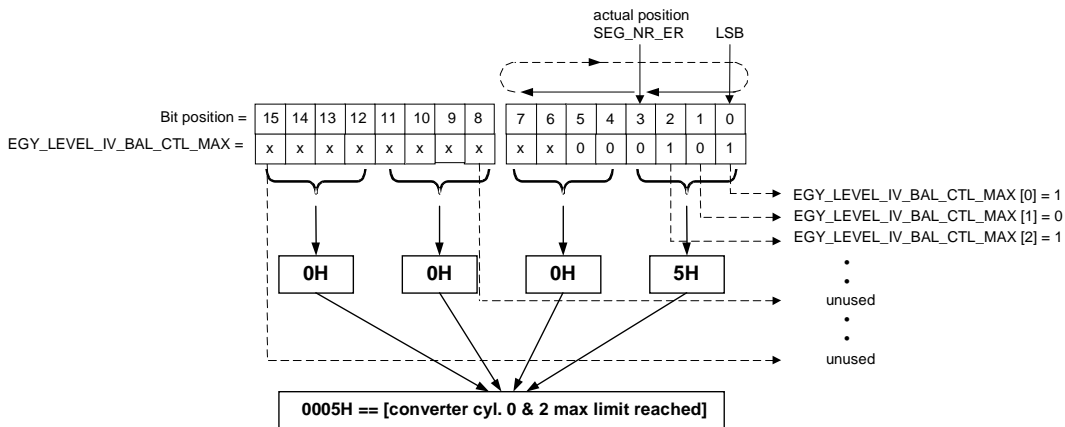 actual position
SEG_NR_ER LSB
Bit position = 15 14 13 12 11 10 9 8 7 6 5 4 3 2 1 0
EGY_LEVEL_IV_BAL_CTL_MAX = x x x x x x x x x x 0 0 0 1 0 1
EGY_LEVEL_IV_BAL_CTL_MAX [0] = 1
EGY_LEVEL_IV_BAL_CTL_MAX [1] = 0
EGY_LEVEL_IV_BAL_CTL_MAX [2] = 1
0H 0H 0H 5H
unused
unused
0005H == [converter cyl. 0 & 2 max limit reached]